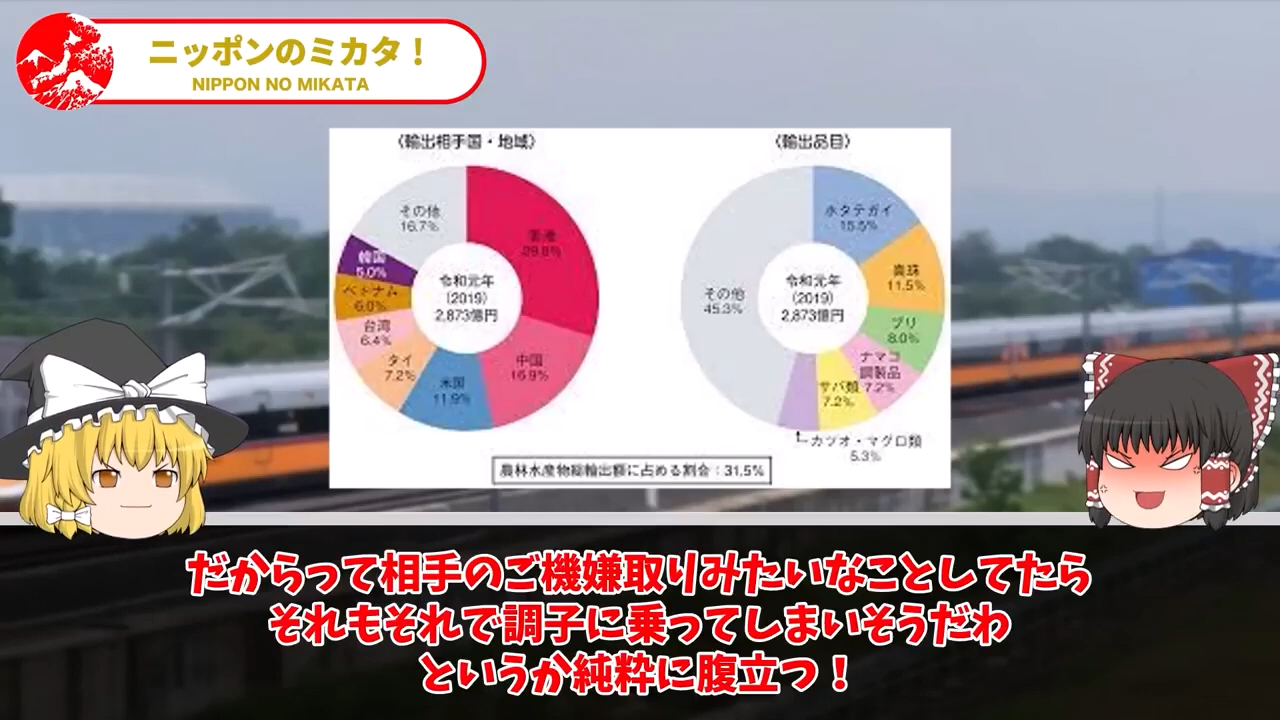 ニッポンのミカタ！
NIPPON NO MIKATA
〈輸出相手国・地域〉
香港
29.8%
中国
16.9%
米国
11.9%
タイ
7.2%
台湾
6.4%
ベトナム
6.0%
韓国
5.0%
その他
16.7%
令和元年
（2019）
2,873億円
〈輸出品目〉
ホタテガイ
15.5%
真珠
11.5%
ブリ
8.0%
ナマコ
調製品
7.2%
サバ類
7.2%
カツオ・マグロ類
5.3%
その他
45.3%
令和元年
（2019）
2,873億円
農林水産物総輸出額に占める割合：31.5%
だからって相手のご機嫌取りみたいなことしてたら
それもそれで調子に乗ってしまいそうだわ
というか純粋に腹立つ！